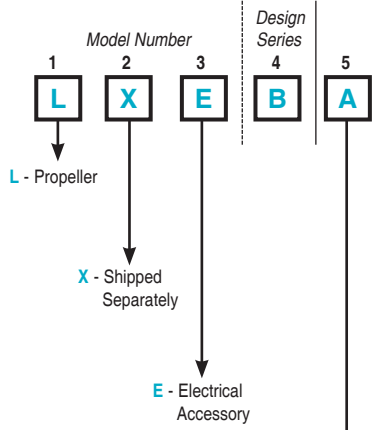 Design
Model Number Series
1 2 3 4 5
L X E B A
L - Propeller
X - Shipped
Separately
E - Electrical
Accessory